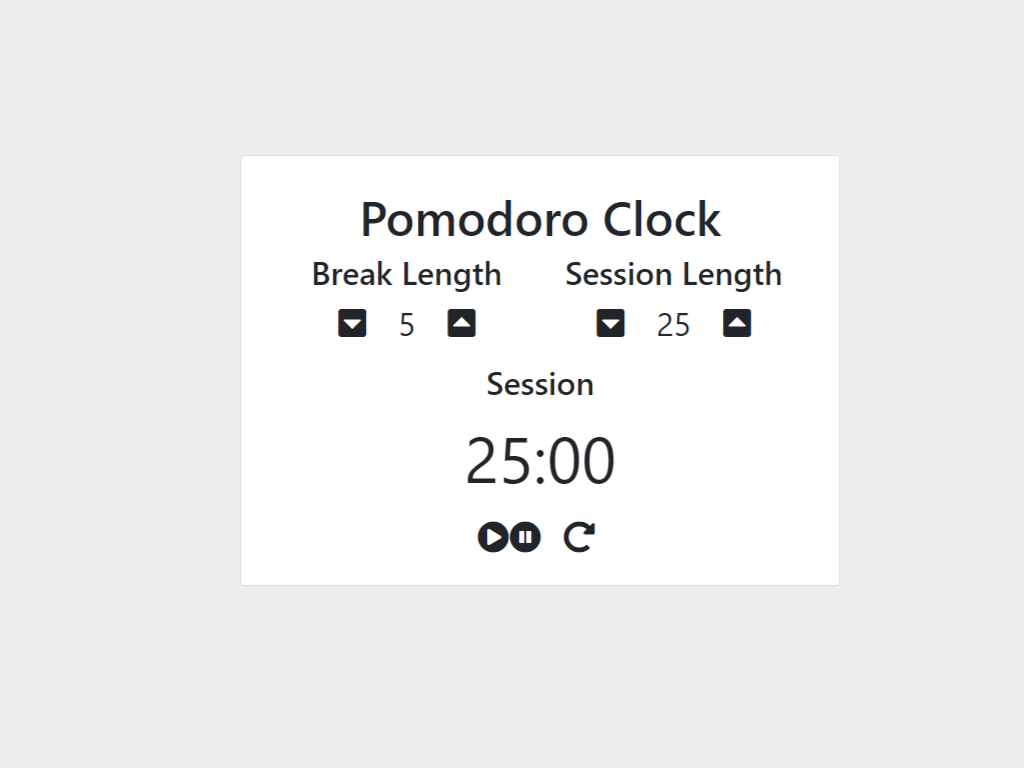 Pomodoro Clock
Break Length
5
Session Length
25
Session
25:00